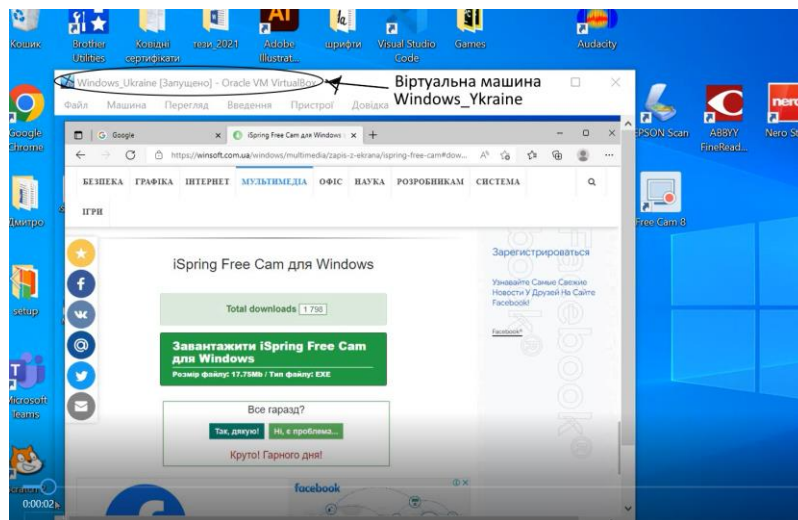 Кошик
Brother
Utilities
Ковідні
сертифікати
тези_2021
Adobe
Illustrat...
шрифти
Visual Studio
Code
Games
Audacity
Windows_Ukraine [Запущено] - Oracle VM VirtualBox
Віртуальна машина
Windows_Ykraine
Файл Машина Перегляд Введення Пристрої Довідка
Google
Chrome
EPSON Scan
ABBYY
FineRead...
Nero St
nero
Google
iSpring Free Cam для Windows :
https://winsoft.com.ua/windows/multimedia/zapis-z-ekrana/ispring-free-cam#dow...
БЕЗПЕКА ГРАФІКА ІНТЕРНЕТ МУЛЬТИМЕДІА ОФІС НАУКА РОЗРОБНИКАМ СИСТЕМА
ІГРИ
Дмитро
Free Cam 8
iSpring Free Cam для Windows
Total downloads 1 798
Завантажити iSpring Free Cam
для Windows
Розмір файлу: 17.75Mb / Тип файлу: EXE
Все гаразд?
Так, дякую! Ні, є проблема...
Круто! Гарного дня!
Зарегистрироваться
Узнавайте Самые Свежие
Новости У Друзей На Сайте
Facebook!
Facebook®
setup
Microsoft
Teams
facebook
0:00:02